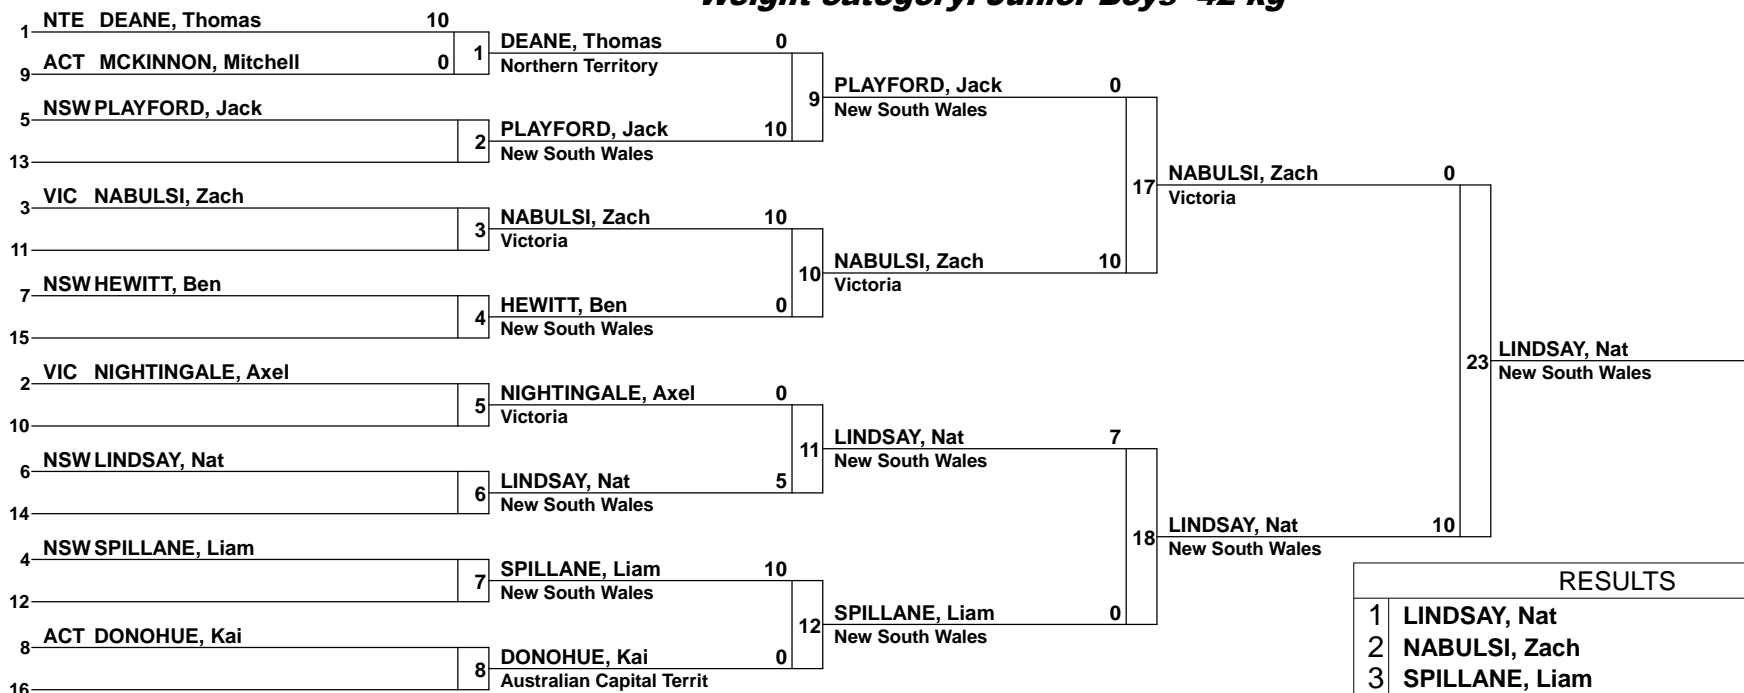 Weight category: Junior Boys -42 kg
1 NTE DEANE, Thomas 10
9 ACT MCKINNON, Mitchell 0
1
DEANE, Thomas 0
Northern Territory
5 NSW PLAYFORD, Jack
13
2
PLAYFORD, Jack 10
New South Wales
9
PLAYFORD, Jack 0
New South Wales
3 VIC NABULSI, Zach
11
3
NABULSI, Zach 10
Victoria
7 NSW HEWITT, Ben
15
4
HEWITT, Ben 0
New South Wales
10
NABULSI, Zach 10
Victoria
17
NABULSI, Zach 0
Victoria
2 VIC NIGHTINGALE, Axel
10
5
NIGHTINGALE, Axel 0
Victoria
6 NSW LINDSAY, Nat
14
6
LINDSAY, Nat 5
New South Wales
11
LINDSAY, Nat 7
New South Wales
4 NSW SPILLANE, Liam
12
7
SPILLANE, Liam 10
New South Wales
8 ACT DONOHUE, Kai
16
8
DONOHUE, Kai 0
Australian Capital Territ
12
SPILLANE, Liam 0
New South Wales
18
LINDSAY, Nat 10
New South Wales
23
LINDSAY, Nat
New South Wales
RESULTS
1 LINDSAY, Nat
2 NABULSI, Zach
3 SPILLANE, Liam